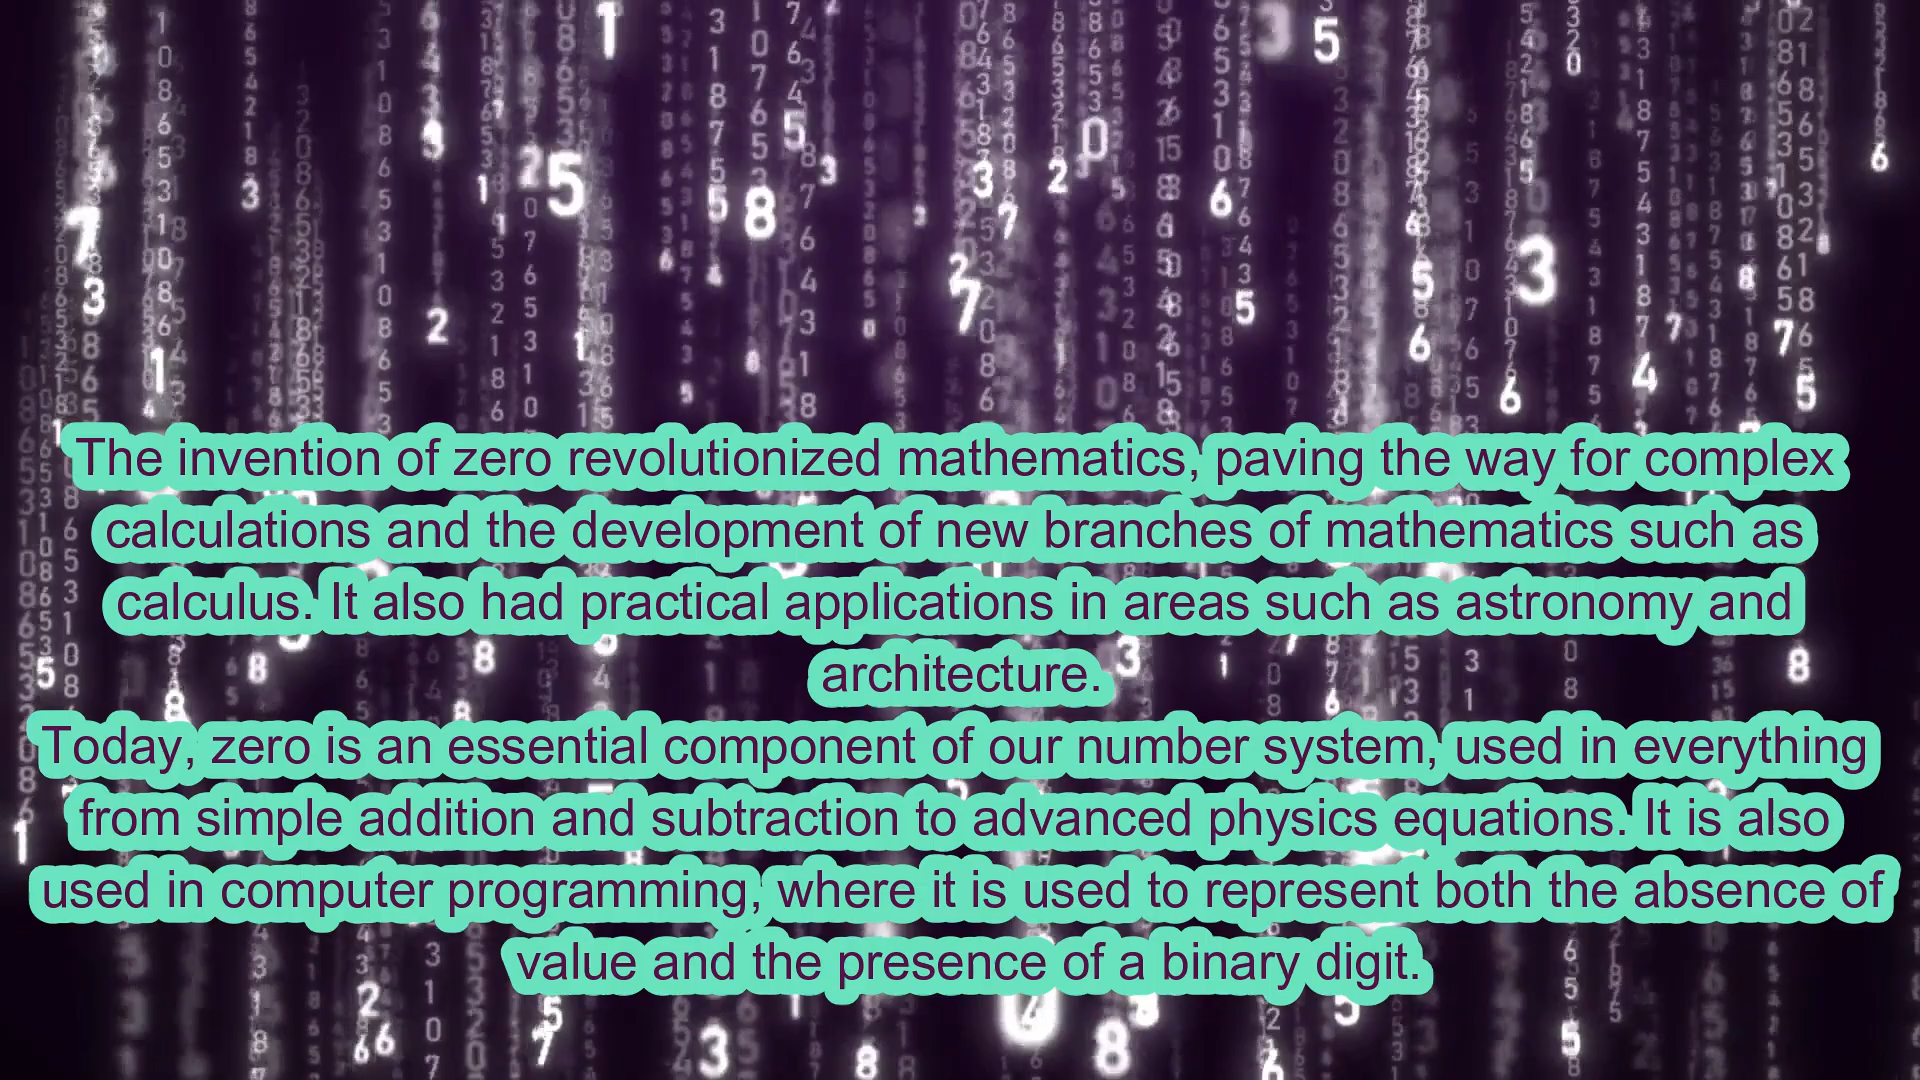 The invention of zero revolutionized mathematics, paving the way for complex
calculations and the development of new branches of mathematics such as
calculus. It also had practical applications in areas such as astronomy and
architecture.
Today, zero is an essential component of our number system, used in everything
from simple addition and subtraction to advanced physics equations. It is also
used in computer programming, where it is used to represent both the absence of
value and the presence of a binary digit.